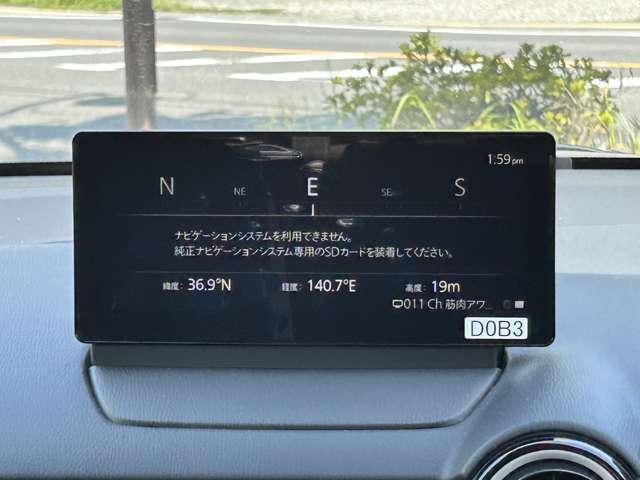 1:59pm
N NE E SE S
ナビゲーションシステムを利用できません。
純正ナビゲーションシステム専用のSDカードを装着してください。
緯度: 36.9°N 経度: 140.7°E 高度: 19m
011 Ch 筋肉アワ...
D0B3